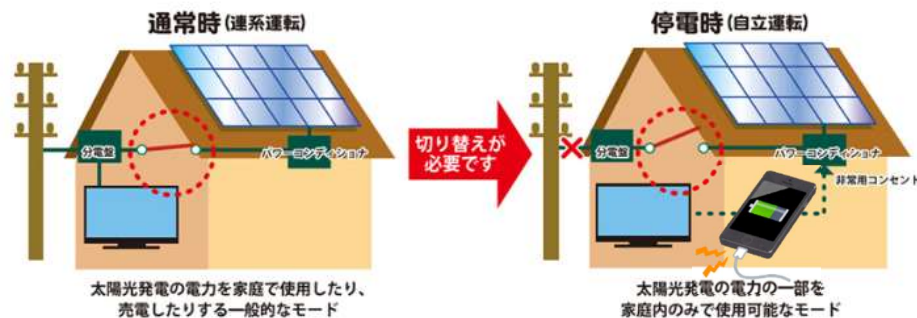 通常時(連系運転)
分電盤
パワーコンディショナ
太陽光発電の電力を家庭で使用したり、
売電したりする一般的なモード
切り替えが
必要です
停電時(自立運転)
分電盤
パワーコンディショナ
非常用コンセント
太陽光発電の電力の一部を
家庭内のみで使用可能なモード